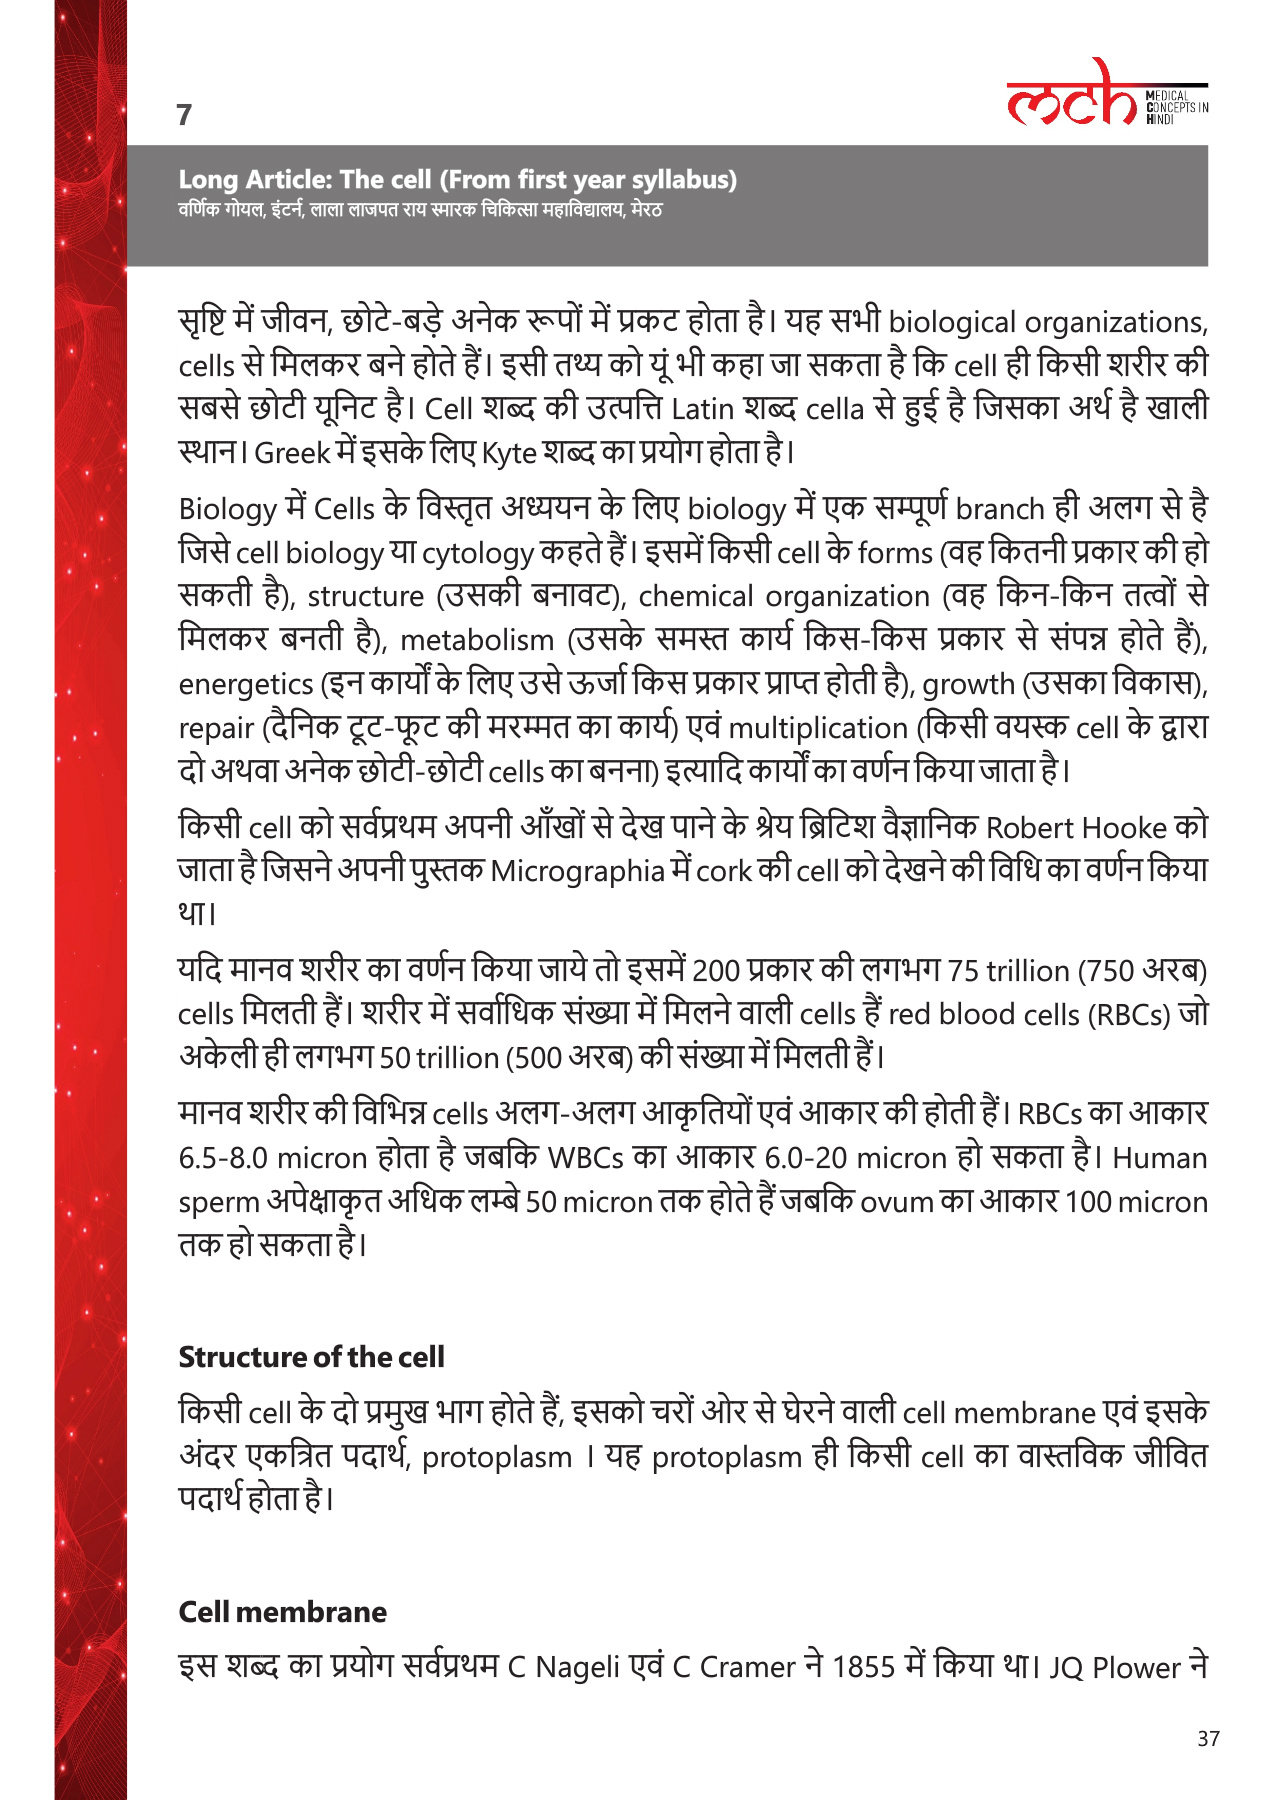 7
mch
MEDICAL
CONCEPTS IN
HINDI
Long Article: The cell (From first year syllabus)
वर्णिक गोयल, इंटर्न, लाला लाजपत राय स्मारक चिकित्सा महाविद्यालय, मेरठ
सृष्टि में जीवन, छोटे-बड़े अनेक रूपों में प्रकट होता है। यह सभी biological organizations,
cells से मिलकर बने होते हैं। इसी तथ्य को यूं भी कहा जा सकता है कि cell ही किसी शरीर की
सबसे छोटी यूनिट है। Cell शब्द की उत्पत्ति Latin शब्द cella से हुई है जिसका अर्थ है खाली
स्थान। Greek में इसके लिए Kyte शब्द का प्रयोग होता है।
Biology में Cells के विस्तृत अध्ययन के लिए biology में एक सम्पूर्ण branch ही अलग से है
जिसे cell biology या cytology कहते हैं। इसमें किसी cell के forms (वह कितनी प्रकार की हो
सकती है), structure (उसकी बनावट), chemical organization (वह किन-किन तत्वों से
मिलकर बनती है), metabolism (उसके समस्त कार्य किस-किस प्रकार से संपन्न होते हैं),
energetics (इन कार्यों के लिए उसे ऊर्जा किस प्रकार प्राप्त होती है), growth (उसका विकास),
repair (दैनिक टूट-फूट की मरम्मत का कार्य) एवं multiplication (किसी वयस्क cell के द्वारा
दो अथवा अनेक छोटी-छोटी cells का बनना) इत्यादि कार्यों का वर्णन किया जाता है।
किसी cell को सर्वप्रथम अपनी आँखों से देख पाने के श्रेय ब्रिटिश वैज्ञानिक Robert Hooke को
जाता है जिसने अपनी पुस्तक Micrographia में cork की cell को देखने की विधि का वर्णन किया
था।
यदि मानव शरीर का वर्णन किया जाये तो इसमें 200 प्रकार की लगभग 75 trillion (750 अरब)
cells मिलती हैं। शरीर में सर्वाधिक संख्या में मिलने वाली cells हैं red blood cells (RBCs) जो
अकेली ही लगभग 50 trillion (500 अरब) की संख्या में मिलती हैं।
मानव शरीर की विभिन्न cells अलग-अलग आकृतियों एवं आकार की होती हैं। RBCs का आकार
6.5-8.0 micron होता है जबकि WBCs का आकार 6.0-20 micron हो सकता है। Human
sperm अपेक्षाकृत अधिक लम्बे 50 micron तक होते हैं जबकि ovum का आकार 100 micron
तक हो सकता है।
Structure of the cell
किसी cell के दो प्रमुख भाग होते हैं, इसको चरों ओर से घेरने वाली cell membrane एवं इसके
अंदर एकत्रित पदार्थ, protoplasm । यह protoplasm ही किसी cell का वास्तविक जीवित
पदार्थ होता है।
Cell membrane
इस शब्द का प्रयोग सर्वप्रथम C Nageli एवं C Cramer ने 1855 में किया था। JQ Plower ने
37